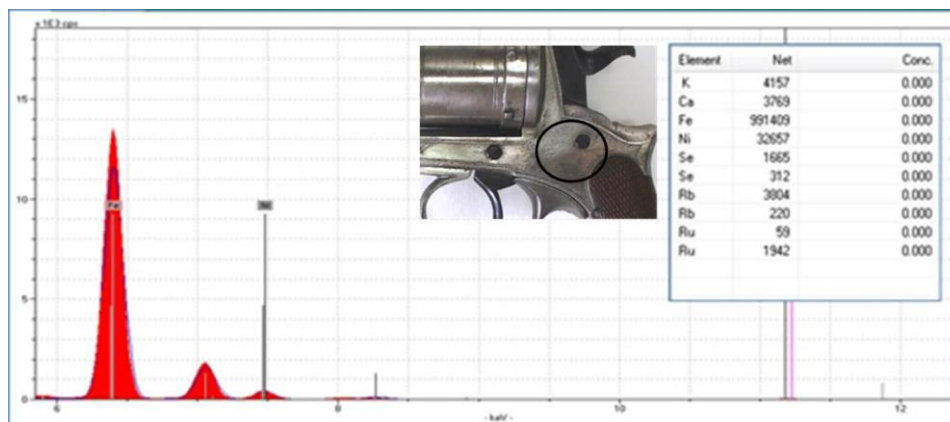 x 1E3 cps
Element Net Conc.
K 4157 0.000
Ca 3769 0.000
Fe 991409 0.000
Ni 32657 0.000
Se 1665 0.000
Se 312 0.000
Rb 3804 0.000
Rb 220 0.000
Ru 59 0.000
Ru 1942 0.000
15
10
5
0
Fe
Ni
6 8 10 12
- keV -